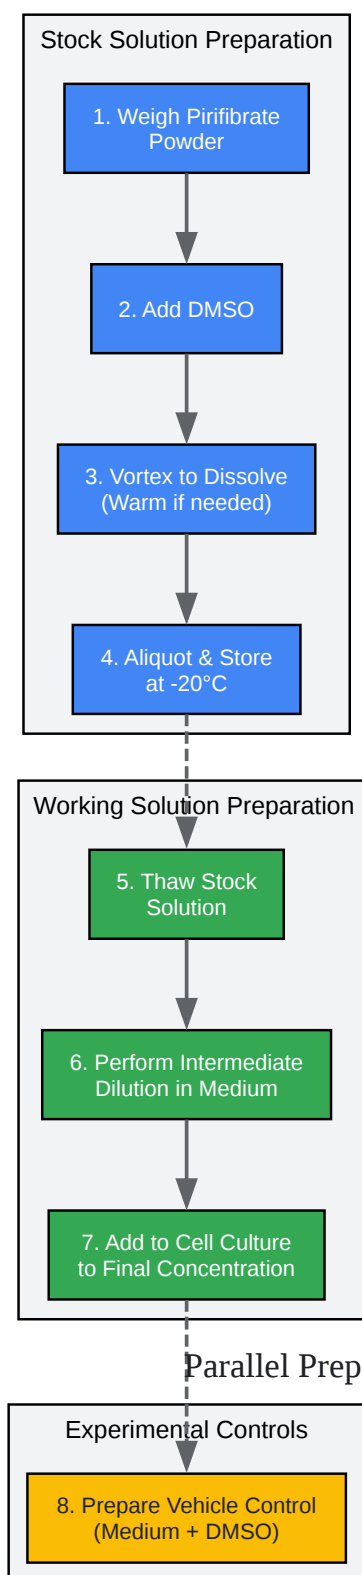 Stock Solution Preparation
1. Weigh Pirifibrate
Powder
2. Add DMSO
3. Vortex to Dissolve
(Warm if needed)
4. Aliquot & Store
at -20°C
Working Solution Preparation
5. Thaw Stock
Solution
6. Perform Intermediate
Dilution in Medium
7. Add to Cell Culture
to Final Concentration
Parallel Prep
Experimental Controls
8. Prepare Vehicle Control
(Medium + DMSO)